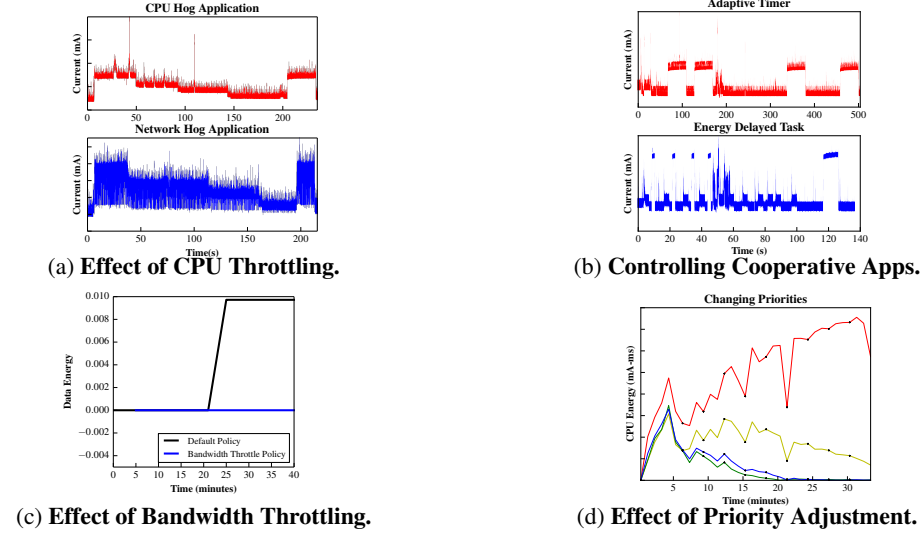 CPU Hog Application
Current (mA)
0 50 100 150 200
Network Hog Application
Current (mA)
0 50 100 150 200
Time(s)
(a) Effect of CPU Throttling.
Adaptive Timer
Current (mA)
0 100 200 300 400 500
Energy Delayed Task
Current (mA)
0 20 40 60 80 100 120 140
Time (s)
(b) Controlling Cooperative Apps.
0.010
0.008
0.006
0.004
0.002
0.000
−0.002
−0.004
Data Energy
Default Policy
Bandwidth Throttle Policy
0 5 10 15 20 25 30 35 40
Time (minutes)
(c) Effect of Bandwidth Throttling.
Changing Priorities
CPU Energy (mA-ms)
5 10 15 20 25 30
Time (minutes)
(d) Effect of Priority Adjustment.